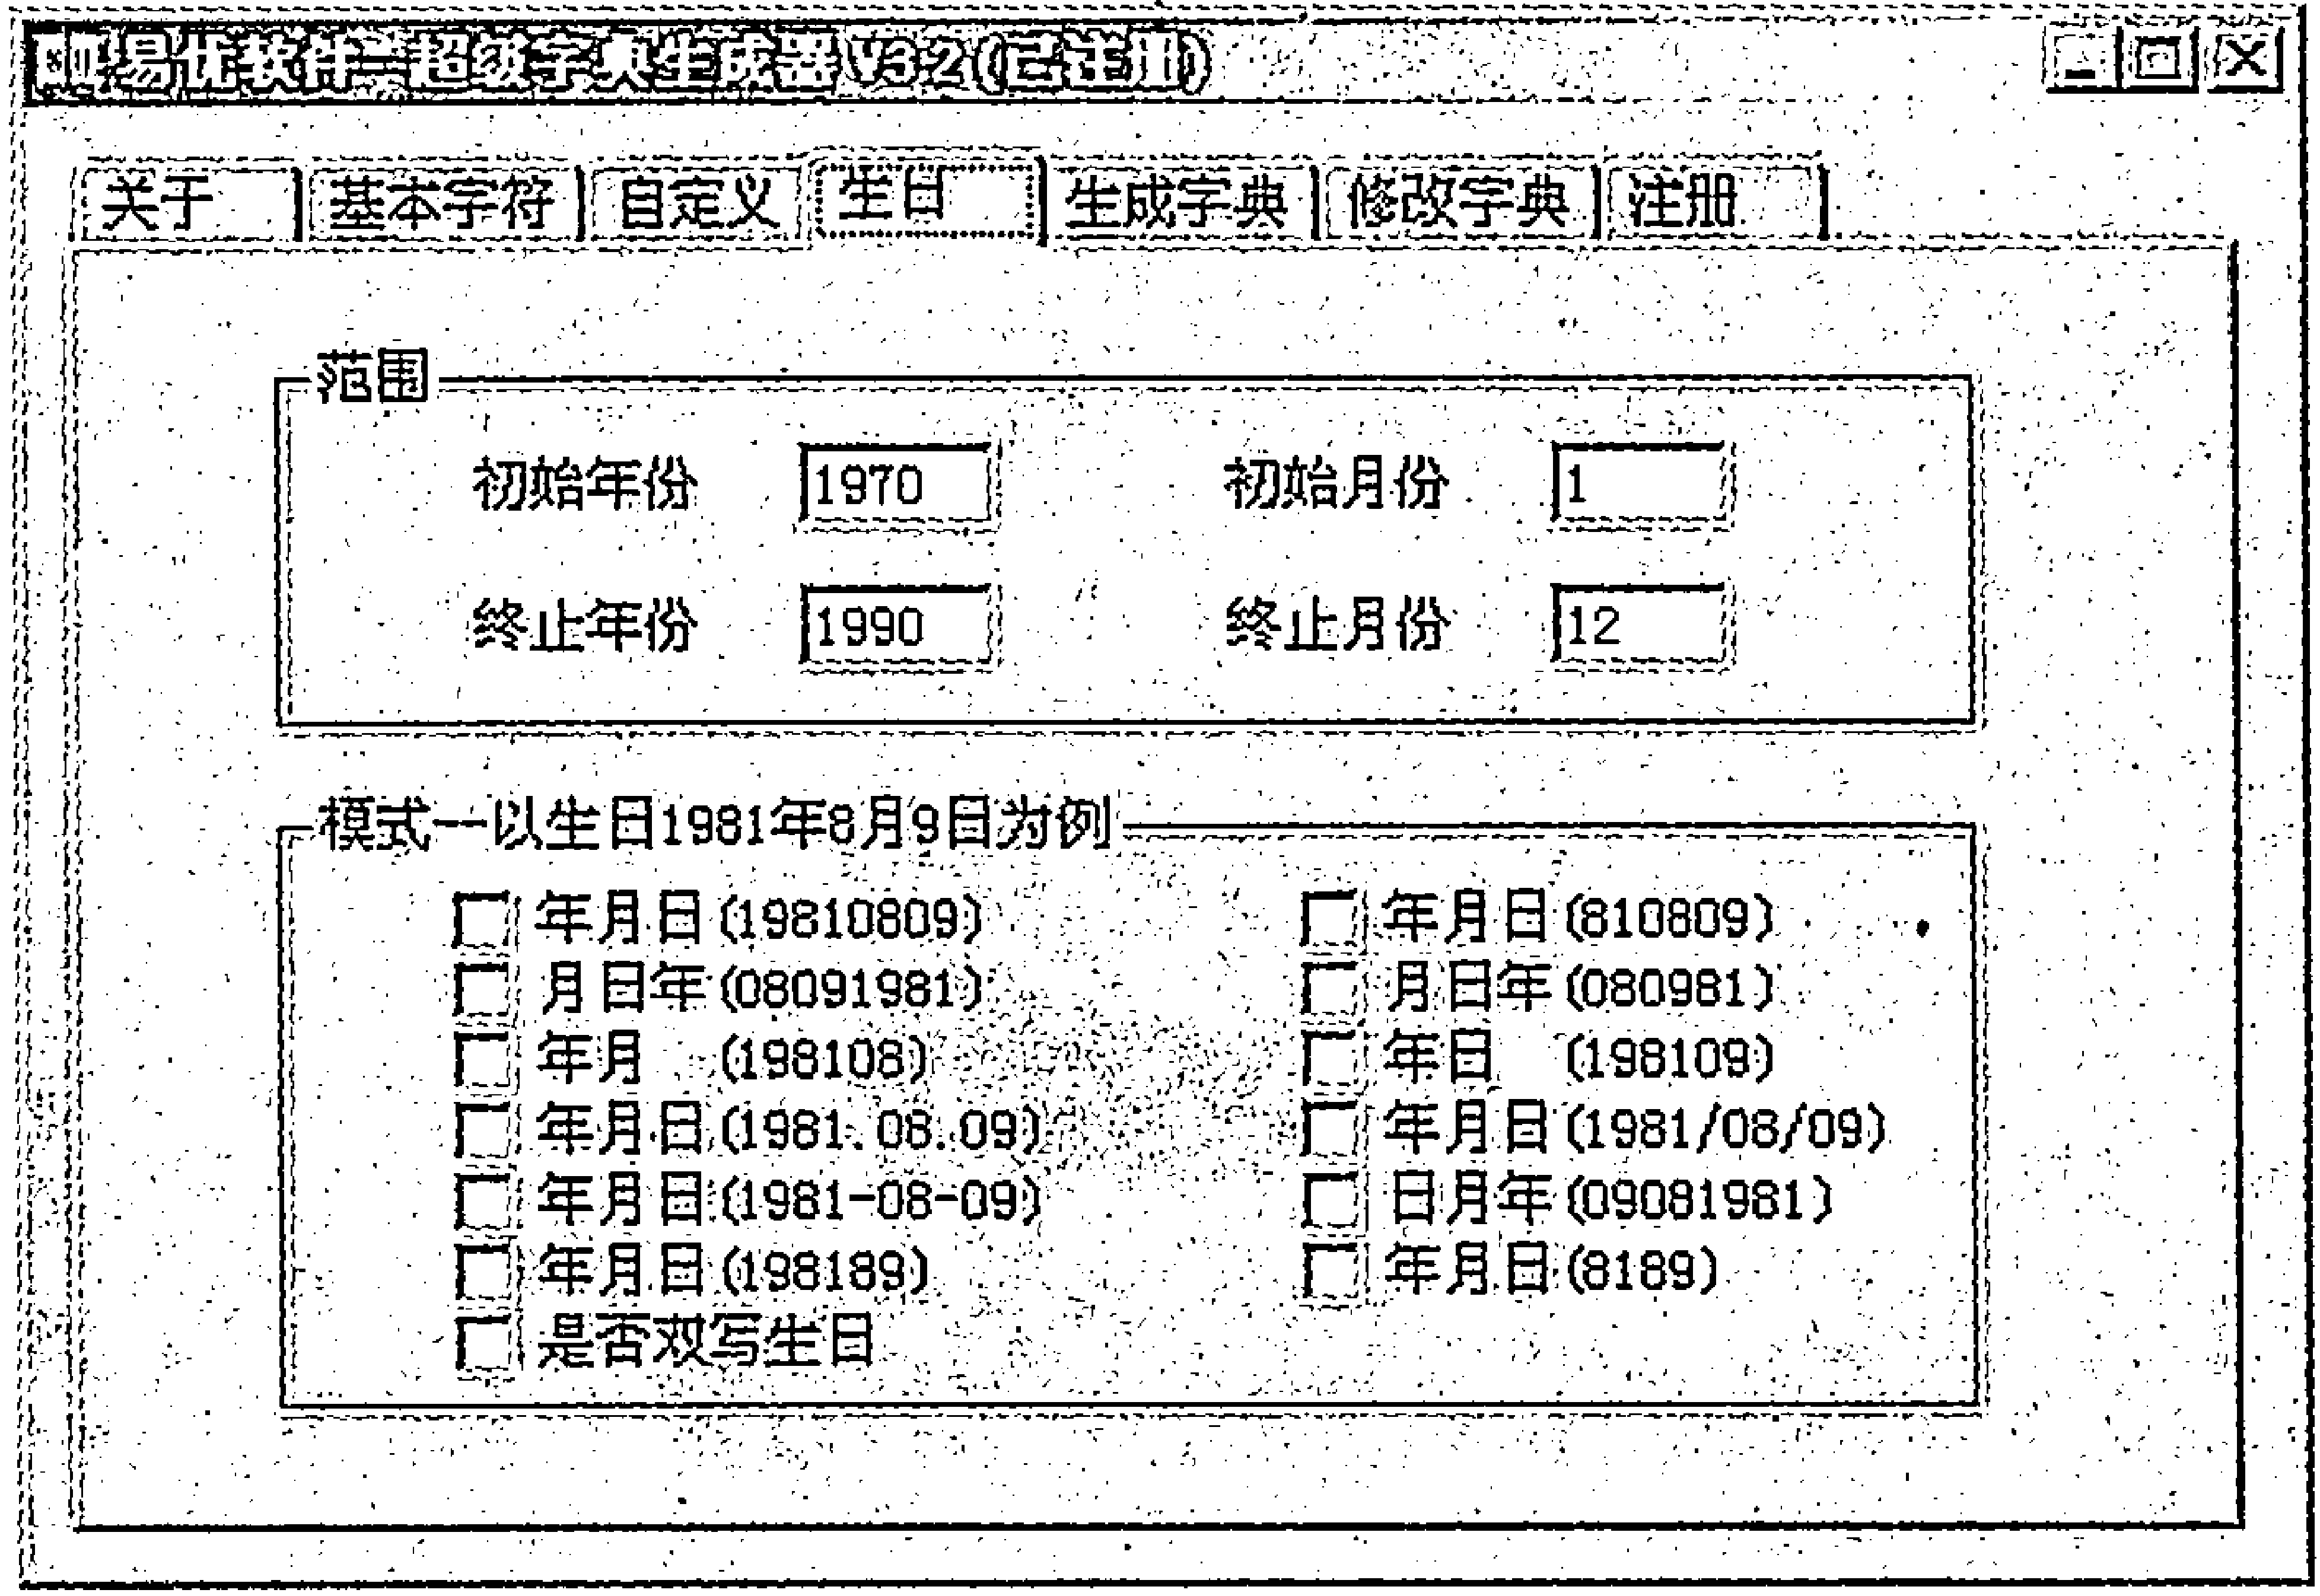 易优软件—超级字典生成器 V3.2(已注册)
关于 基本字符 自定义 生日 生成字典 修改字典 注册
范围
初始年份 1970 初始月份 1
终止年份 1990 终止月份 12
模式--以生日1981年8月9日为例
年月日(19810809) 年月日(810809)
月日年(08091981) 月日年(080981)
年月 (198108) 年日 (198109)
年月日(1981.08.09) 年月日(1981/08/09)
年月日(1981-08-09) 日月年(09081981)
年月日(198189) 年月日(8189)
是否双写生日